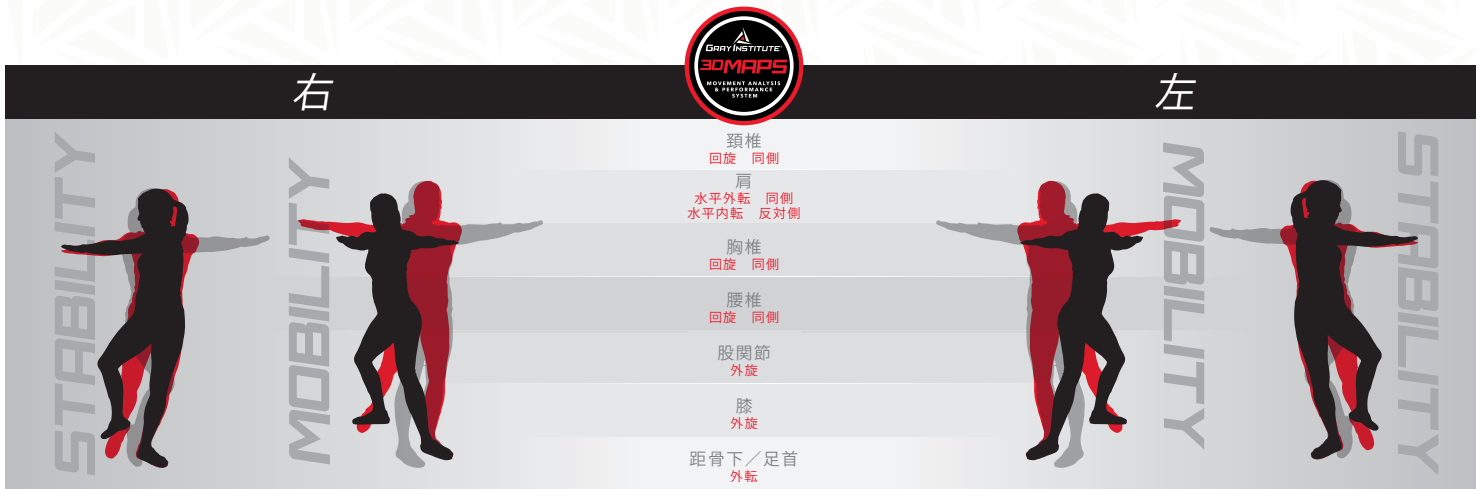 GRAY INSTITUTE
3DMAPS
MOVEMENT ANALYSIS
& PERFORMANCE
SYSTEM
右
左
STABILITY
MOBILITY
頚椎
回旋　同側
肩
水平外転　同側
水平内転　反対側
胸椎
回旋　同側
腰椎
回旋　同側
股関節
外旋
膝
外旋
距骨下／足首
外転
MOBILITY
STABILITY